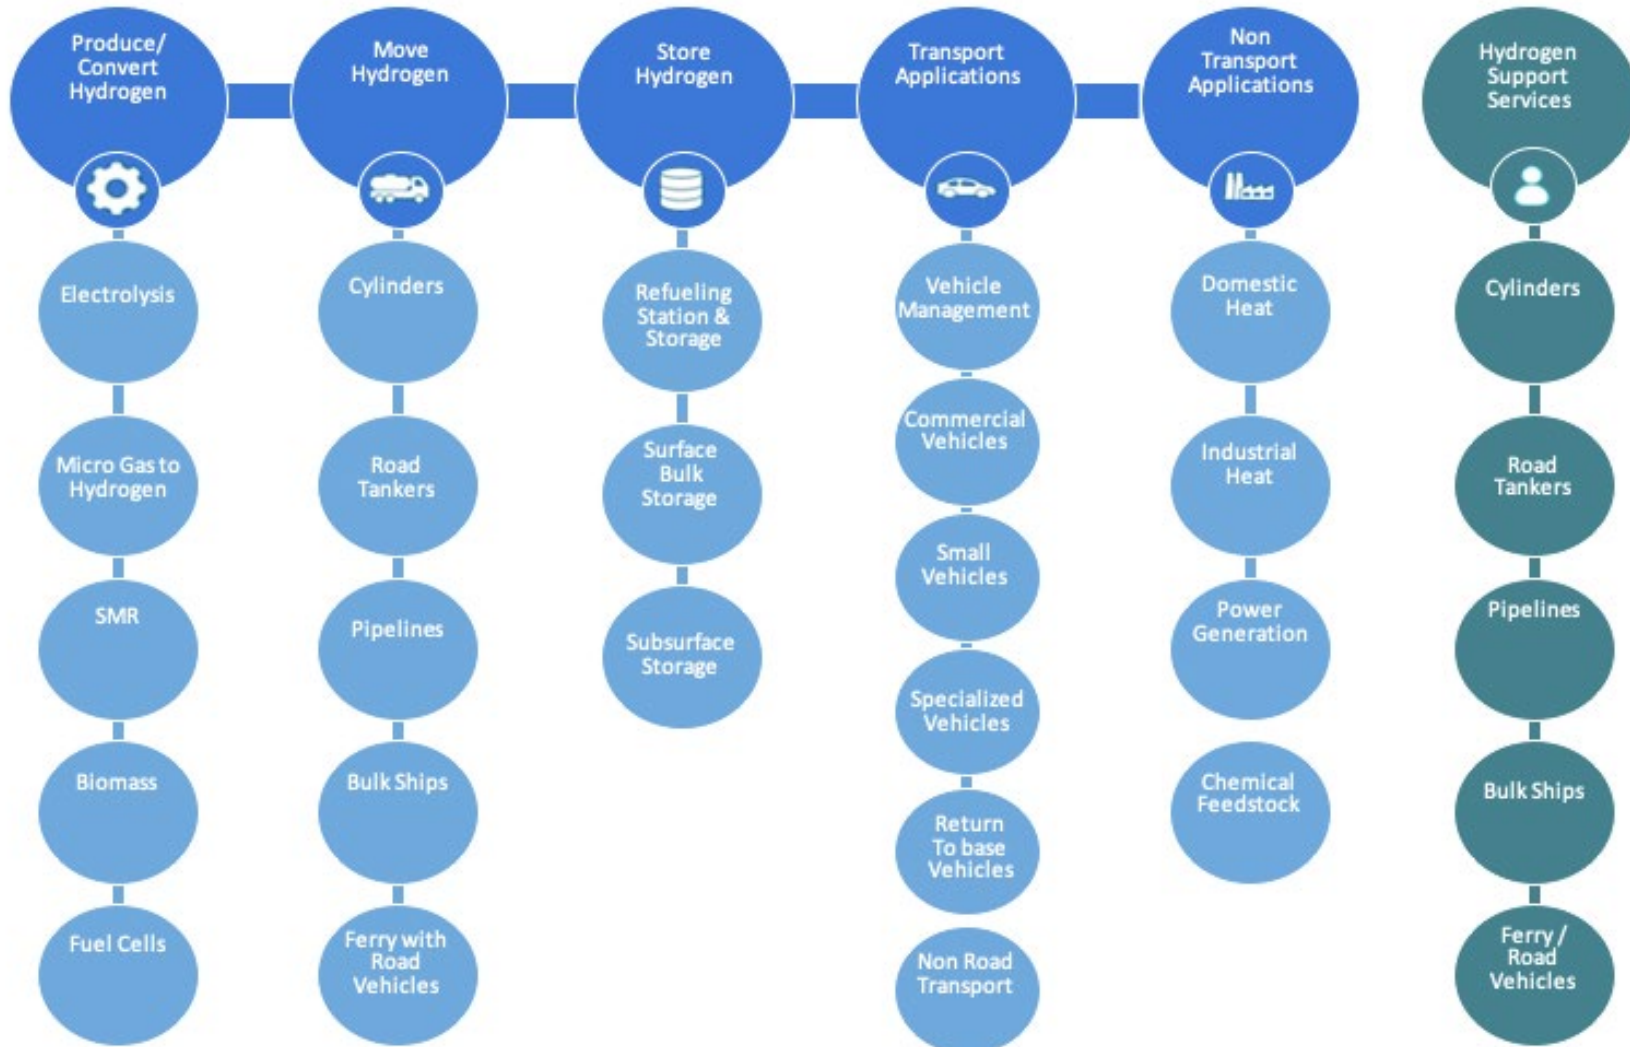 Produce/
Convert
Hydrogen
Move
Hydrogen
Store
Hydrogen
Transport
Applications
Non
Transport
Applications
Hydrogen
Support
Services
Electrolysis
Micro Gas to
Hydrogen
SMR
Biomass
Fuel Cells
Cylinders
Road
Tankers
Pipelines
Bulk Ships
Ferry with
Road
Vehicles
Refueling
Station &
Storage
Surface
Bulk
Storage
Subsurface
Storage
Vehicle
Management
Commercial
Vehicles
Small
Vehicles
Specialized
Vehicles
Return
To base
Vehicles
Non Road
Transport
Domestic
Heat
Industrial
Heat
Power
Generation
Chemical
Feedstock
Cylinders
Road
Tankers
Pipelines
Bulk Ships
Ferry /
Road
Vehicles